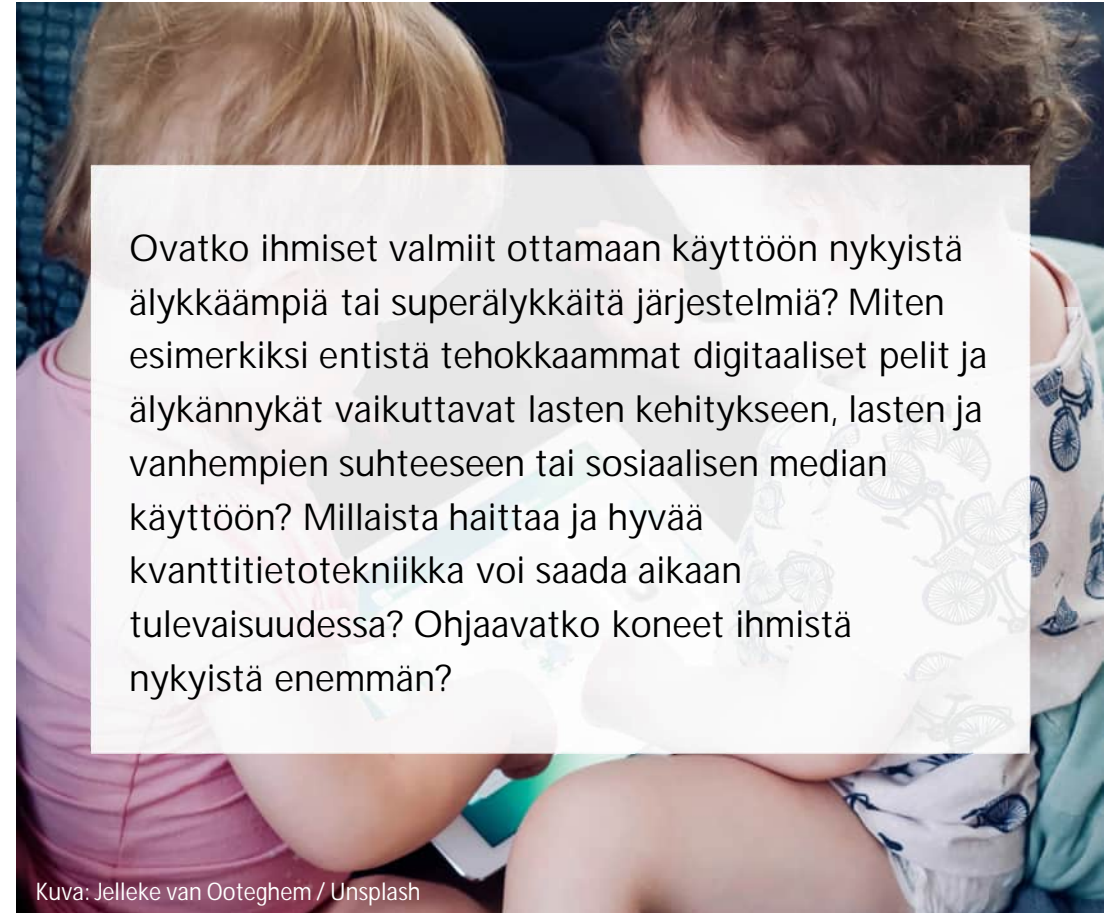 Ovatko ihmiset valmiit ottamaan käyttöön nykyistä
älykkäämpiä tai superälykkäitä järjestelmiä? Miten
esimerkiksi entistä tehokkaammat digitaaliset pelit ja
älykännykät vaikuttavat lasten kehitykseen, lasten ja
vanhempien suhteeseen tai sosiaalisen median
käyttöön? Millaista haittaa ja hyvää
kvanttitietotekniikka voi saada aikaan
tulevaisuudessa? Ohjaavatko koneet ihmistä
nykyistä enemmän?
Kuva: Jelleke van Ooteghem / Unsplash